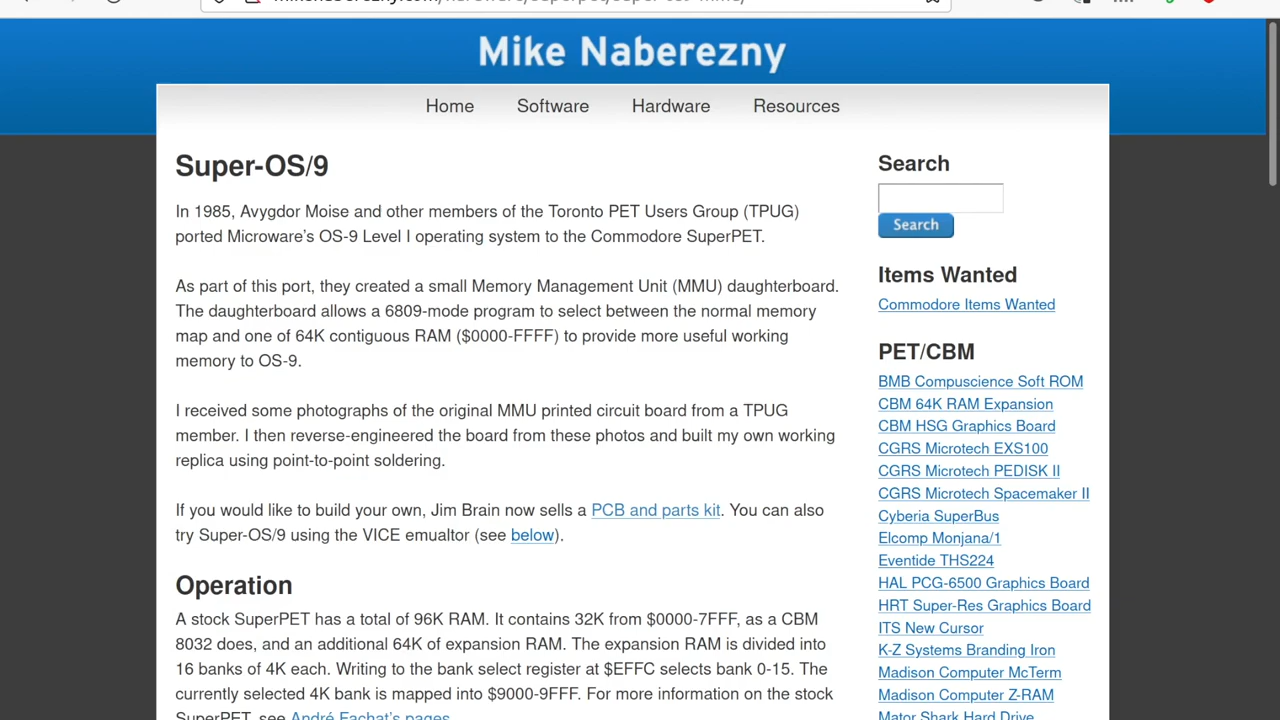 Mike Naberezny
Home Software Hardware Resources
Super-OS/9
In 1985, Avygdor Moise and other members of the Toronto PET Users Group (TPUG)
ported Microware's OS-9 Level I operating system to the Commodore SuperPET.
As part of this port, they created a small Memory Management Unit (MMU) daughterboard.
The daughterboard allows a 6809-mode program to select between the normal memory
map and one of 64K contiguous RAM ($0000-FFFF) to provide more useful working
memory to OS-9.
I received some photographs of the original MMU printed circuit board from a TPUG
member. I then reverse-engineered the board from these photos and built my own working
replica using point-to-point soldering.
If you would like to build your own, Jim Brain now sells a PCB and parts kit. You can also
try Super-OS/9 using the VICE emualtor (see below).
Operation
A stock SuperPET has a total of 96K RAM. It contains 32K from $0000-7FFF, as a CBM
8032 does, and an additional 64K of expansion RAM. The expansion RAM is divided into
16 banks of 4K each. Writing to the bank select register at $EFFC selects bank 0-15. The
currently selected 4K bank is mapped into $9000-9FFF. For more information on the stock
SuperPET, see André Fachat's pages.
Search
Search
Items Wanted
Commodore Items Wanted
PET/CBM
BMB Compuscience Soft ROM
CBM 64K RAM Expansion
CBM HSG Graphics Board
CGRS Microtech EXS100
CGRS Microtech PEDISK II
CGRS Microtech Spacemaker II
Cyberia SuperBus
Elcomp Monjana/1
Eventide THS224
HAL PCG-6500 Graphics Board
HRT Super-Res Graphics Board
ITS New Cursor
K-Z Systems Branding Iron
Madison Computer McTerm
Madison Computer Z-RAM
Mator Shark Hard Drive